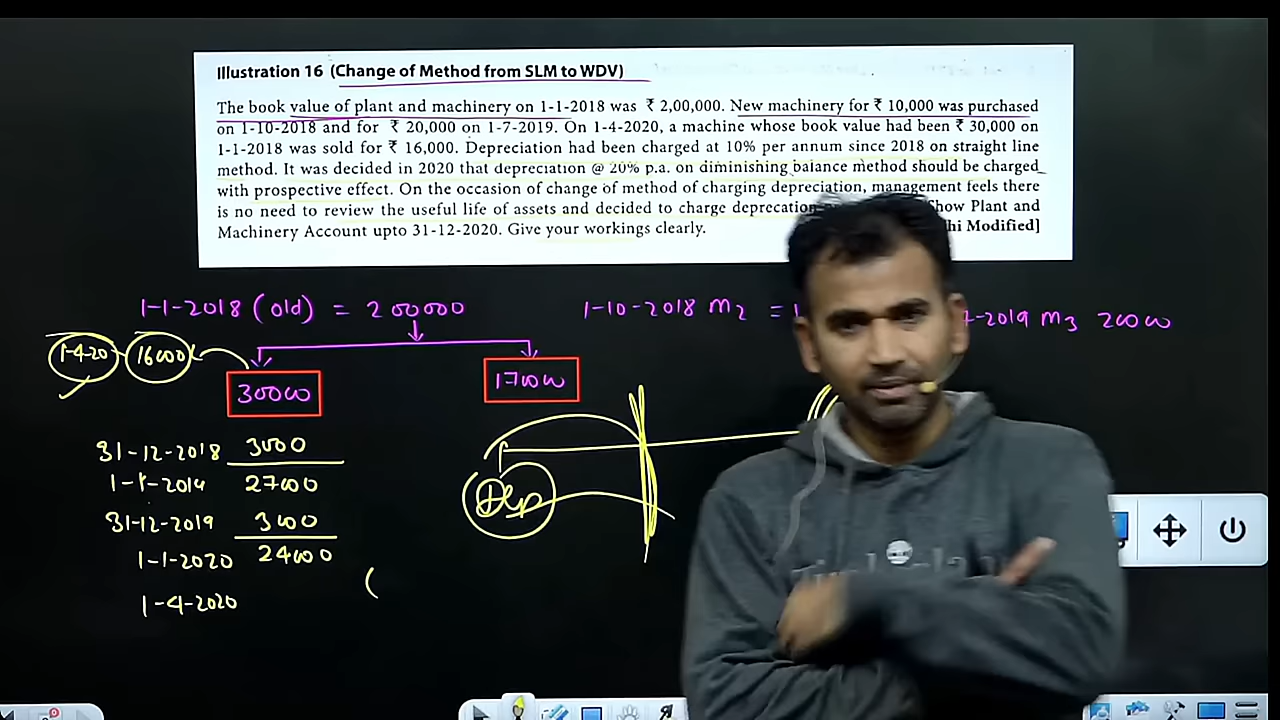 Illustration 16 (Change of Method from SLM to WDV)
The book value of plant and machinery on 1-1-2018 was ₹ 2,00,000. New machinery for ₹ 10,000 was purchased
on 1-10-2018 and for ₹ 20,000 on 1-7-2019. On 1-4-2020, a machine whose book value had been ₹ 30,000 on
1-1-2018 was sold for ₹ 16,000. Depreciation had been charged at 10% per annum since 2018 on straight line
method. It was decided in 2020 that depreciation @ 20% p.a. on diminishing balance method should be charged
with prospective effect. On the occasion of change of method of charging depreciation, management feels there
is no need to review the useful life of assets and decided to charge deprecation Show Plant and
Machinery Account upto 31-12-2020. Give your workings clearly. hi Modified]
1-1-2018 (old) = 200000 1-10-2018 m2 = 1 7-2019 m3 20000
1-4-20 16000
30000 170000
31-12-2018 3000
27000
31-12-2019 3000
1-1-2020 24000
1-4-2020 (
Dep